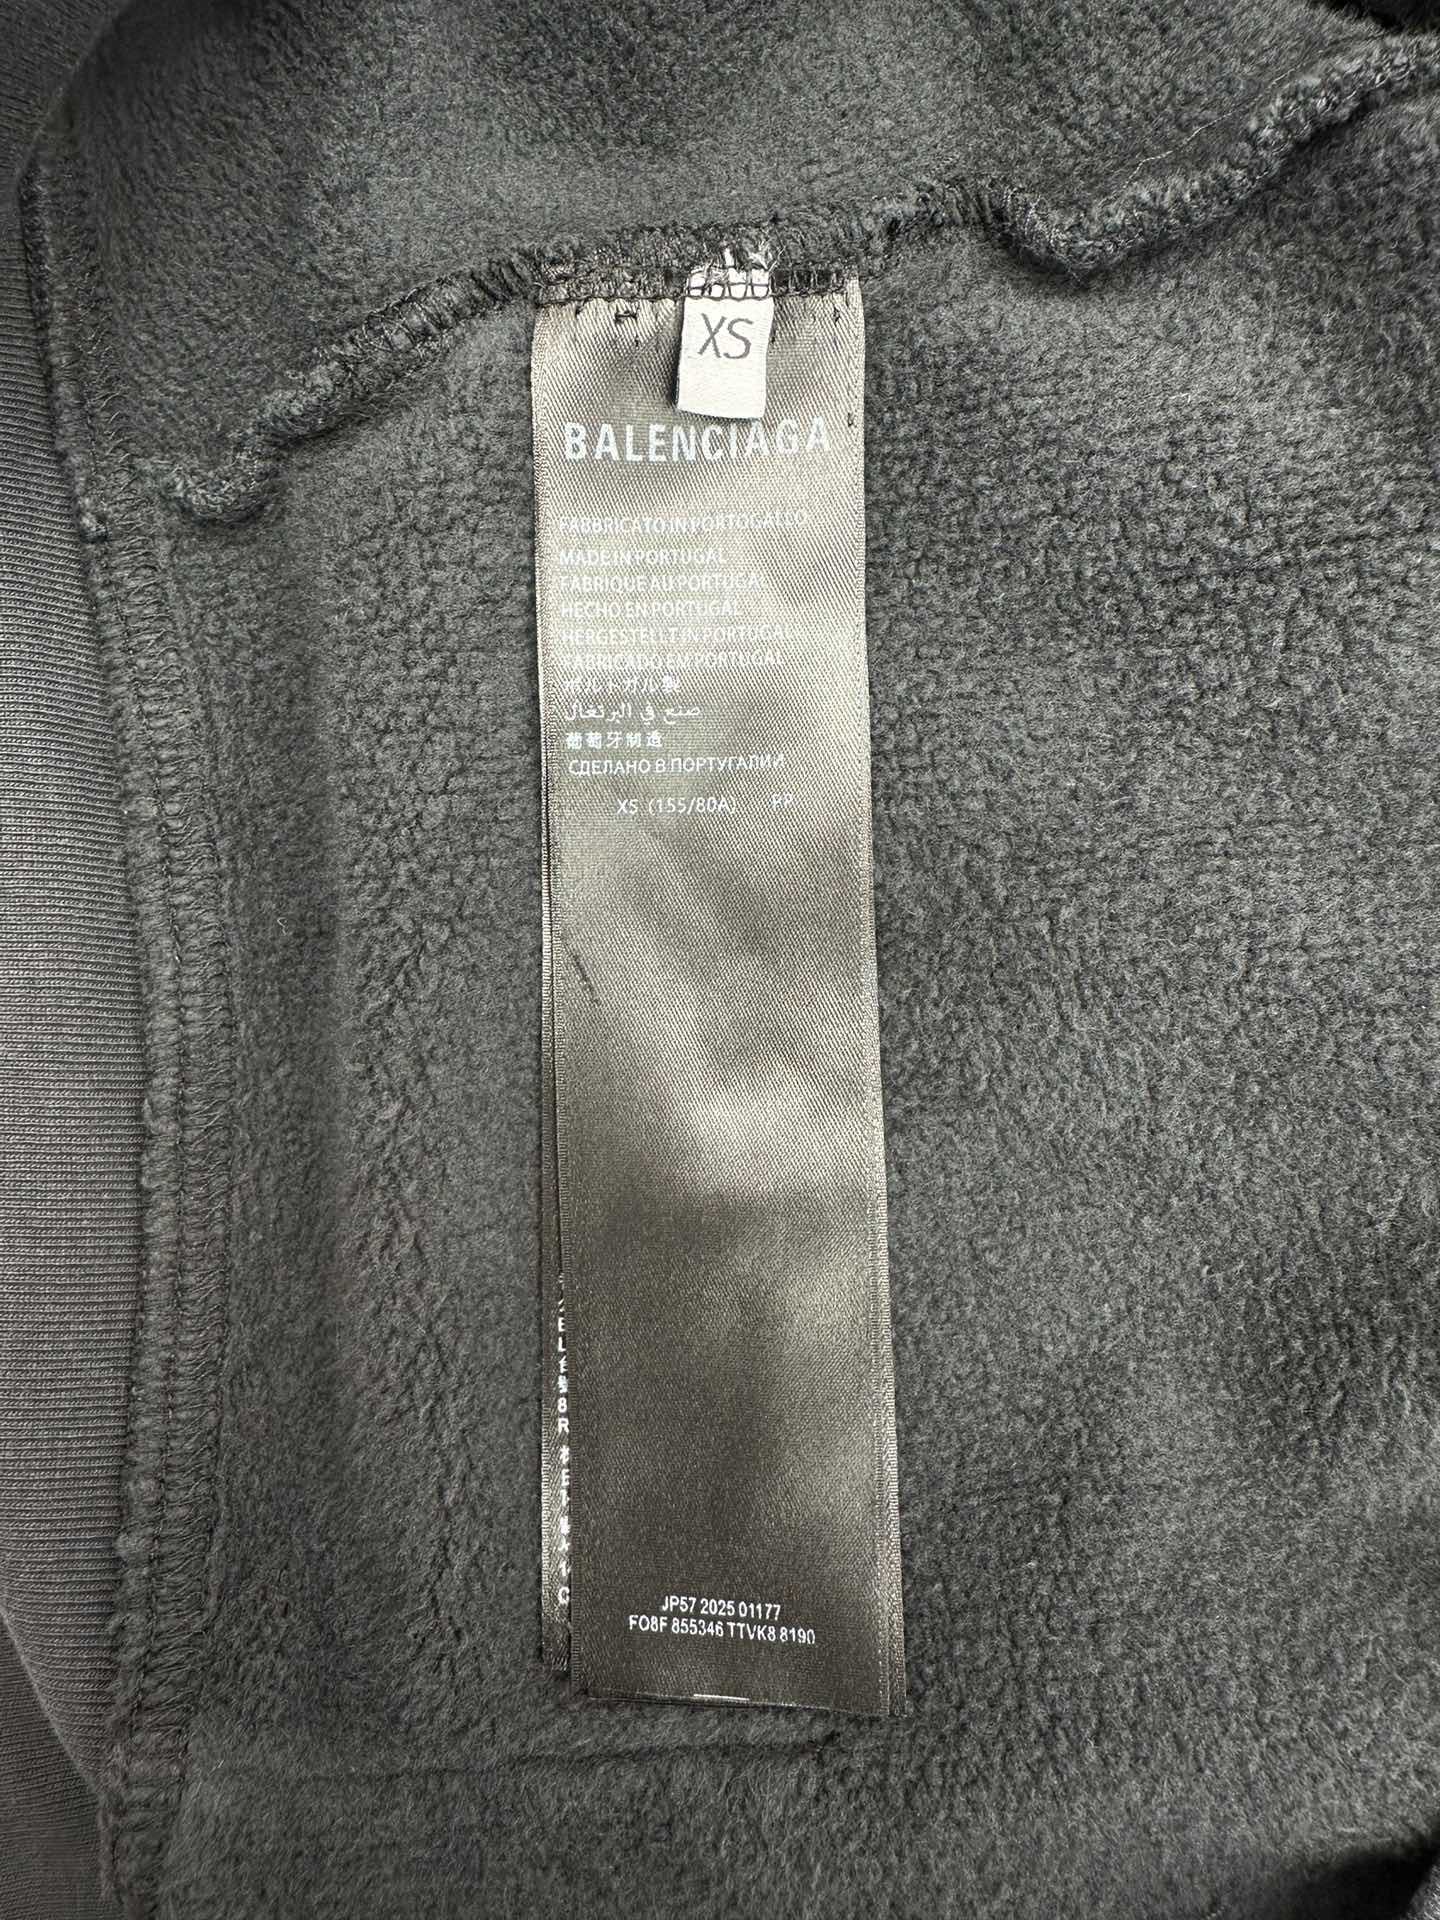 XS
BALENCIAGA
FABBRICATO IN PORTOGALLO
MADE IN PORTUGAL
FABRIQUE AU PORTUGAL
HECHO EN PORTUGAL
HERGESTELLT IN PORTUGAL
FABRICADO EM PORTUGAL
ポルトガル製
صنع في البرتغال
葡萄牙制造
СДЕЛАНО В ПОРТУГАЛИИ
XS (155/80A) PP
JP57 2025 01177
FO8F 855346 TTVK8 8190